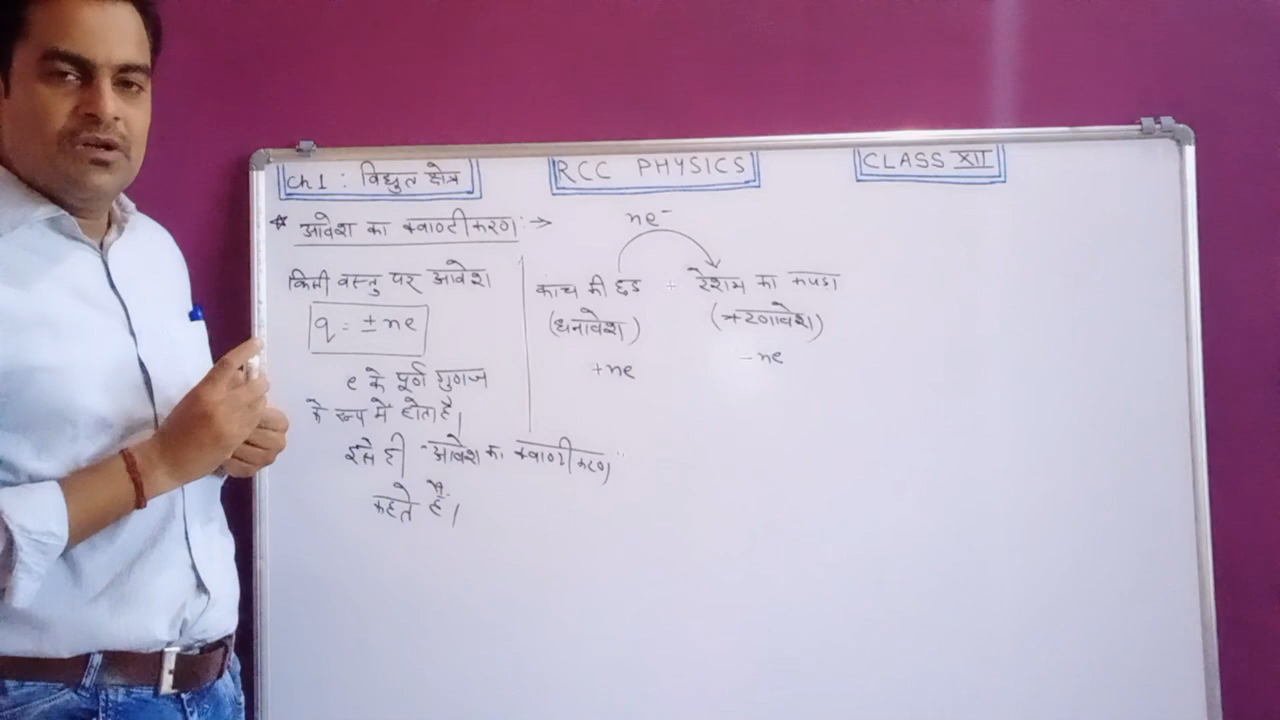 Ch 1 : विद्युत क्षेत्र
RCC PHYSICS
CLASS XII
* आवेश का क्वाण्टीकरण :→
किसी वस्तु पर आवेश
q = ± ne
e के पूर्ण गुणज
के रूप में होता है।
इसे ही "आवेश का क्वाण्टीकरण"
कहते हैं।
ne⁻
काच की छड़ + रेशम का कपडा
(धनावेश) (ऋणावेश)
+ne -ne